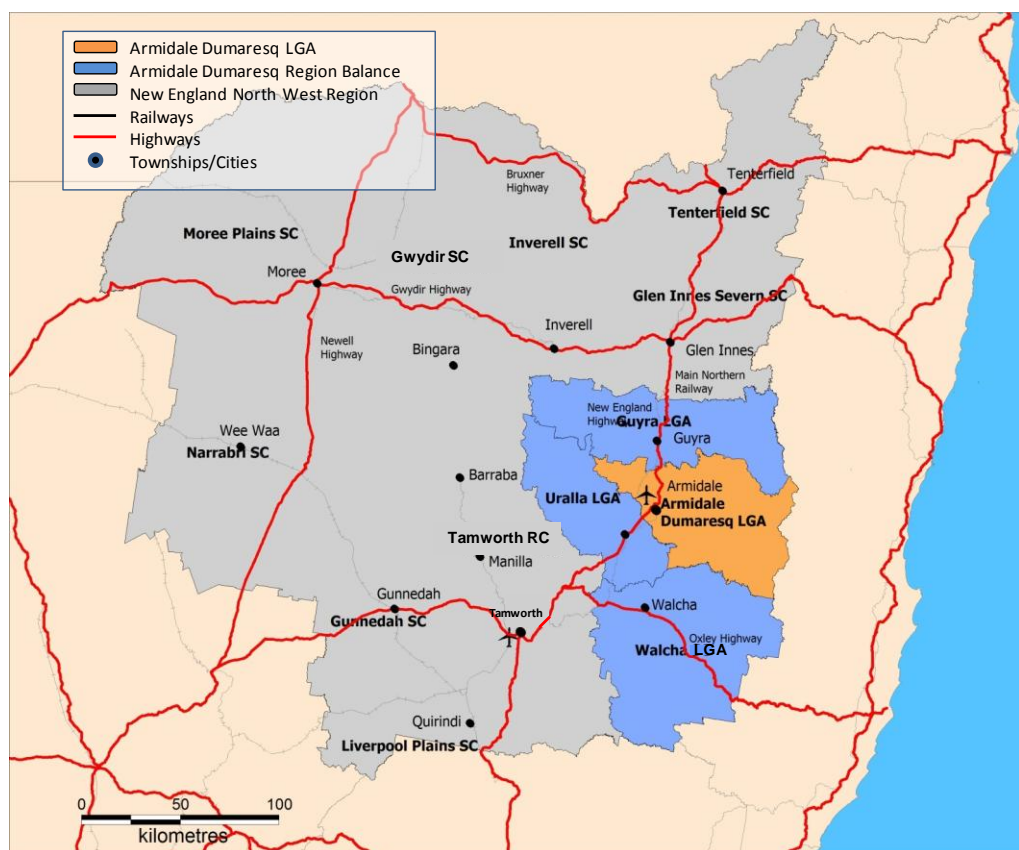 Armidale Dumaresq LGA
Armidale Dumaresq Region Balance
New England North West Region
Railways
Highways
Townships/Cities
Bruxner
Highway
Tenterfield
Tenterfield SC
Moree Plains SC
Inverell SC
Gwydir SC
Moree
Gwydir Highway
Glen Innes Severn SC
Inverell
Newell
Highway
Bingara
Glen Innes
Main Northern
Railway
New England
Highway
Guyra LGA
Guyra
Wee Waa
Narrabri SC
Barraba
Uralla LGA
Armidale
Armidale
Dumaresq LGA
Tamworth RC
Manilla
Gunnedah
Gunnedah SC
Tamworth
Walcha
Oxley Highway
Walcha LGA
Quirindi
Liverpool Plains SC
0 50 100
kilometres